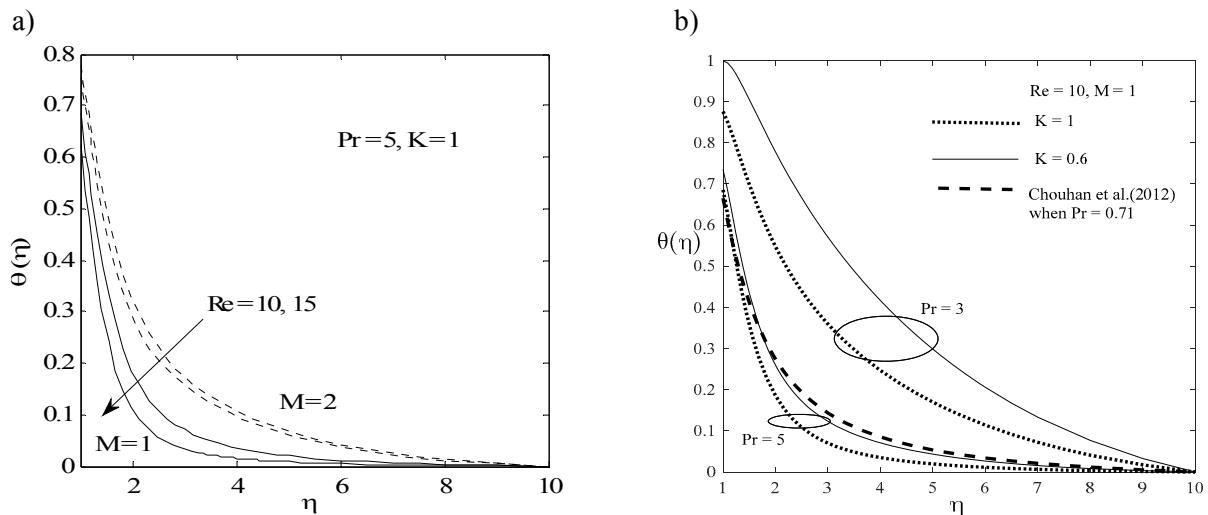 a)
0.8
0.7
0.6
0.5
0.4
0.3
0.2
0.1
0
θ(η)
Pr=5, K=1
Re=10, 15
M=2
M=1
2
4
6
8
10
η
b)
1
0.9
0.8
0.7
0.6
0.5
0.4
0.3
0.2
0.1
0
θ(η)
Re = 10, M = 1
K = 1
K = 0.6
Chouhan et al.(2012)
when Pr = 0.71
Pr = 3
Pr = 5
1
2
3
4
5
6
7
8
9
10
η